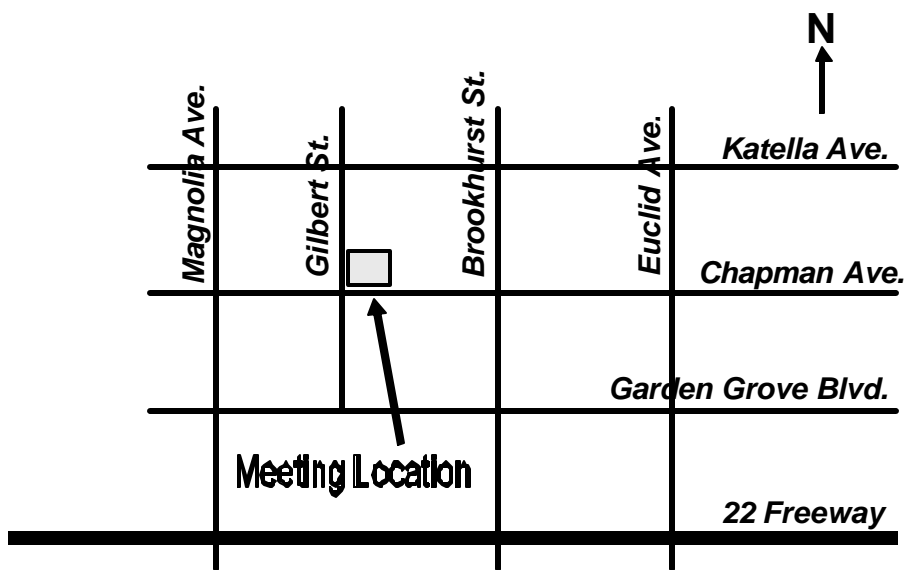 N
Magnolia Ave.
Gilbert St.
Brookhurst St.
Euclid Ave.
Katella Ave.
Chapman Ave.
Garden Grove Blvd.
Meeting Location
22 Freeway